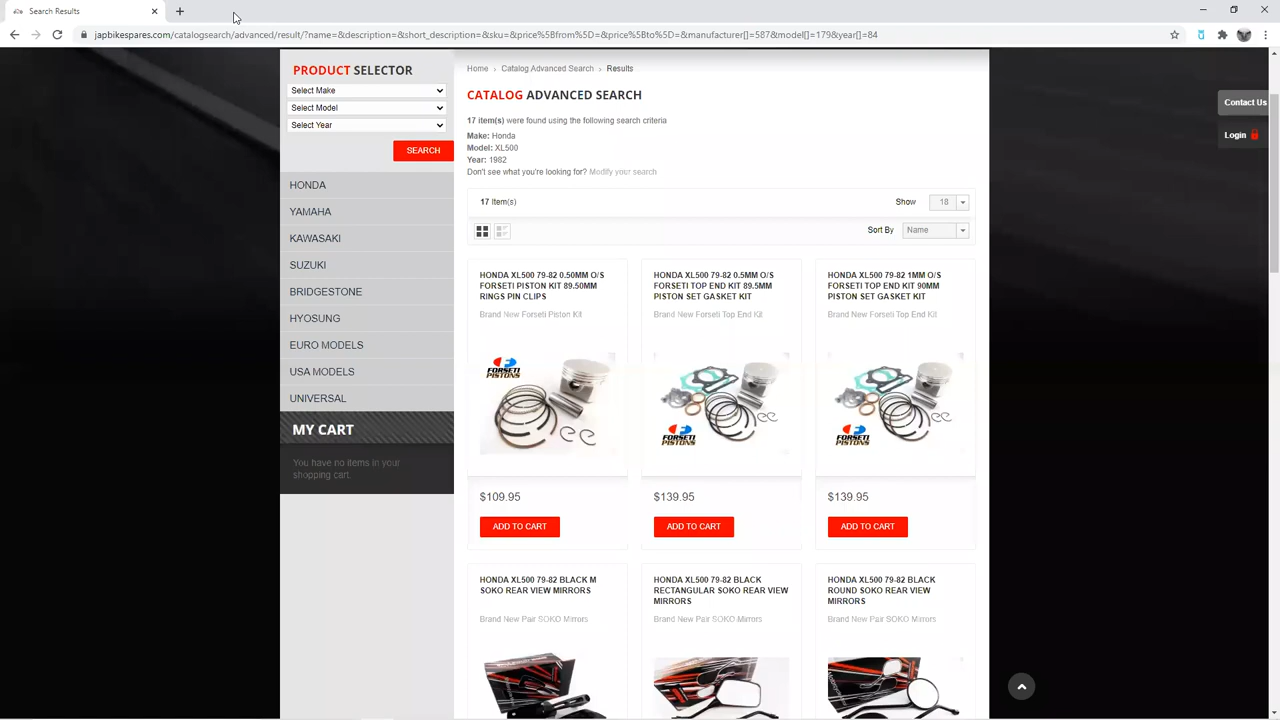 Search Results
japbikespares.com/catalogsearch/advanced/result/?name=&description=&short_description=&sku=&price%5Bfrom%5D=&price%5Bto%5D=&manufacturer[]=587&model[]=179&year[]=84
PRODUCT SELECTOR
Select Make
Select Model
Select Year
SEARCH
HONDA
YAMAHA
KAWASAKI
SUZUKI
BRIDGESTONE
HYOSUNG
EURO MODELS
USA MODELS
UNIVERSAL
MY CART
You have no items in your
shopping cart.
Home > Catalog Advanced Search > Results
CATALOG ADVANCED SEARCH
17 item(s) were found using the following search criteria
Make: Honda
Model: XL500
Year: 1982
Don't see what you're looking for? Modify your search
17 Item(s)
Show 18
Sort By Name
HONDA XL500 79-82 0.50MM O/S
FORSETI PISTON KIT 89.50MM
RINGS PIN CLIPS
Brand New Forseti Piston Kit
FORSETI
PISTONS
$109.95
ADD TO CART
HONDA XL500 79-82 0.5MM O/S
FORSETI TOP END KIT 89.5MM
PISTON SET GASKET KIT
Brand New Forseti Top End Kit
FORSETI
PISTONS
$139.95
ADD TO CART
HONDA XL500 79-82 1MM O/S
FORSETI TOP END KIT 90MM
PISTON SET GASKET KIT
Brand New Forseti Top End Kit
FORSETI
PISTONS
$139.95
ADD TO CART
HONDA XL500 79-82 BLACK M
SOKO REAR VIEW MIRRORS
Brand New Pair SOKO Mirrors
HONDA XL500 79-82 BLACK
RECTANGULAR SOKO REAR VIEW
MIRRORS
Brand New Pair SOKO Mirrors
HONDA XL500 79-82 BLACK
ROUND SOKO REAR VIEW
MIRRORS
Brand New Pair SOKO Mirrors
Contact Us
Login